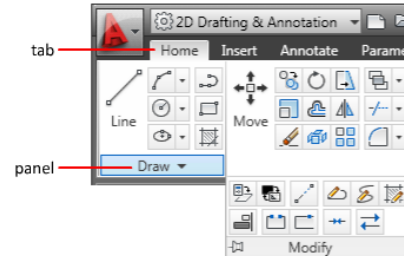 2D Drafting & Annotation
tab
Home Insert Annotate Parame
Line
Move
panel
Draw
Modify